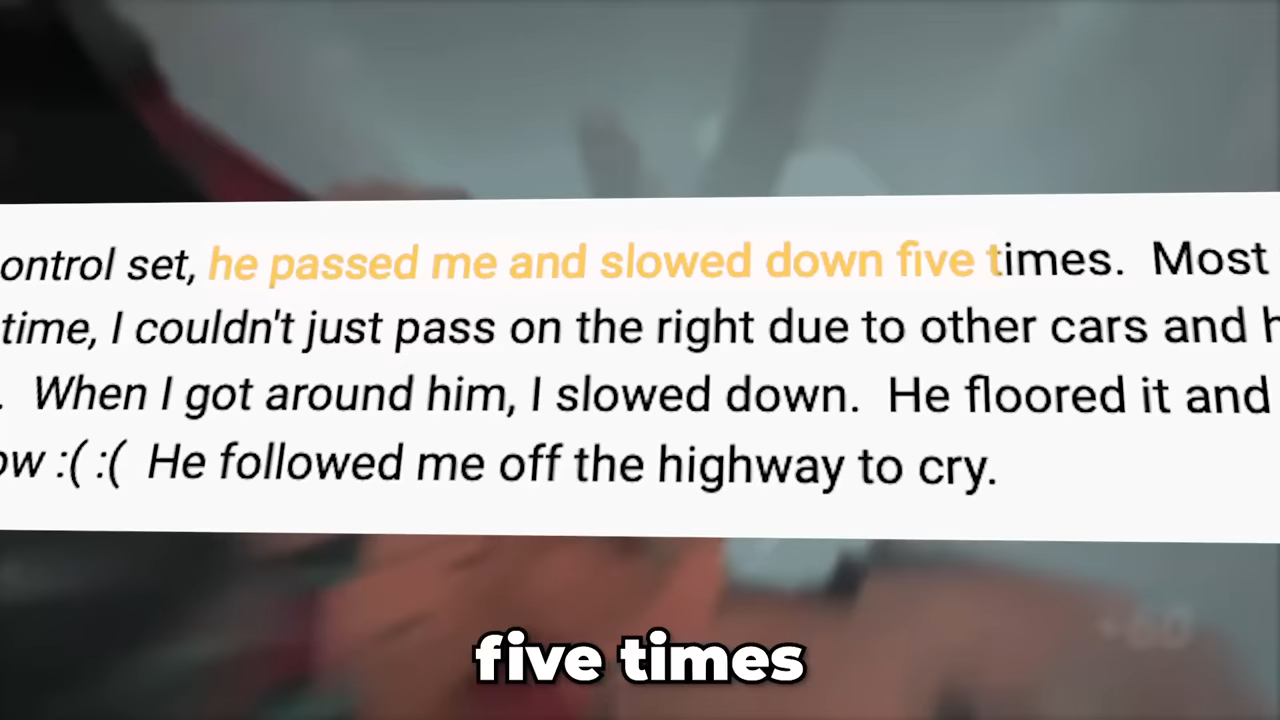 ontrol set, he passed me and slowed down five times. Most
time, I couldn't just pass on the right due to other cars and h
. When I got around him, I slowed down. He floored it and
ow :( :( He followed me off the highway to cry.
+60
five times